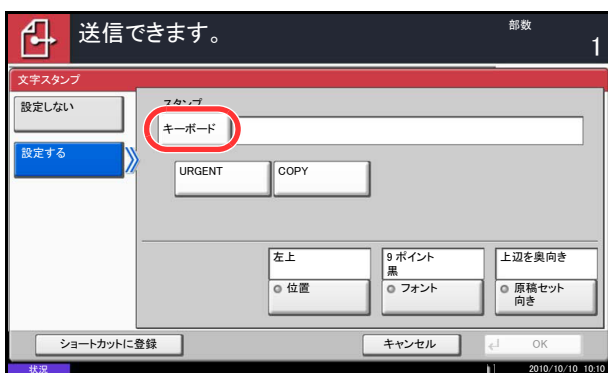 送信できます。
部数
1
文字スタンプ
設定しない
スタンプ
キーボード
設定する
URGENT
COPY
左上
9 ポイント
黒
上辺を奥向き
位置
フォント
原稿セット
向き
ショートカットに登録
キャンセル
OK
状況
2010/10/10 10:10